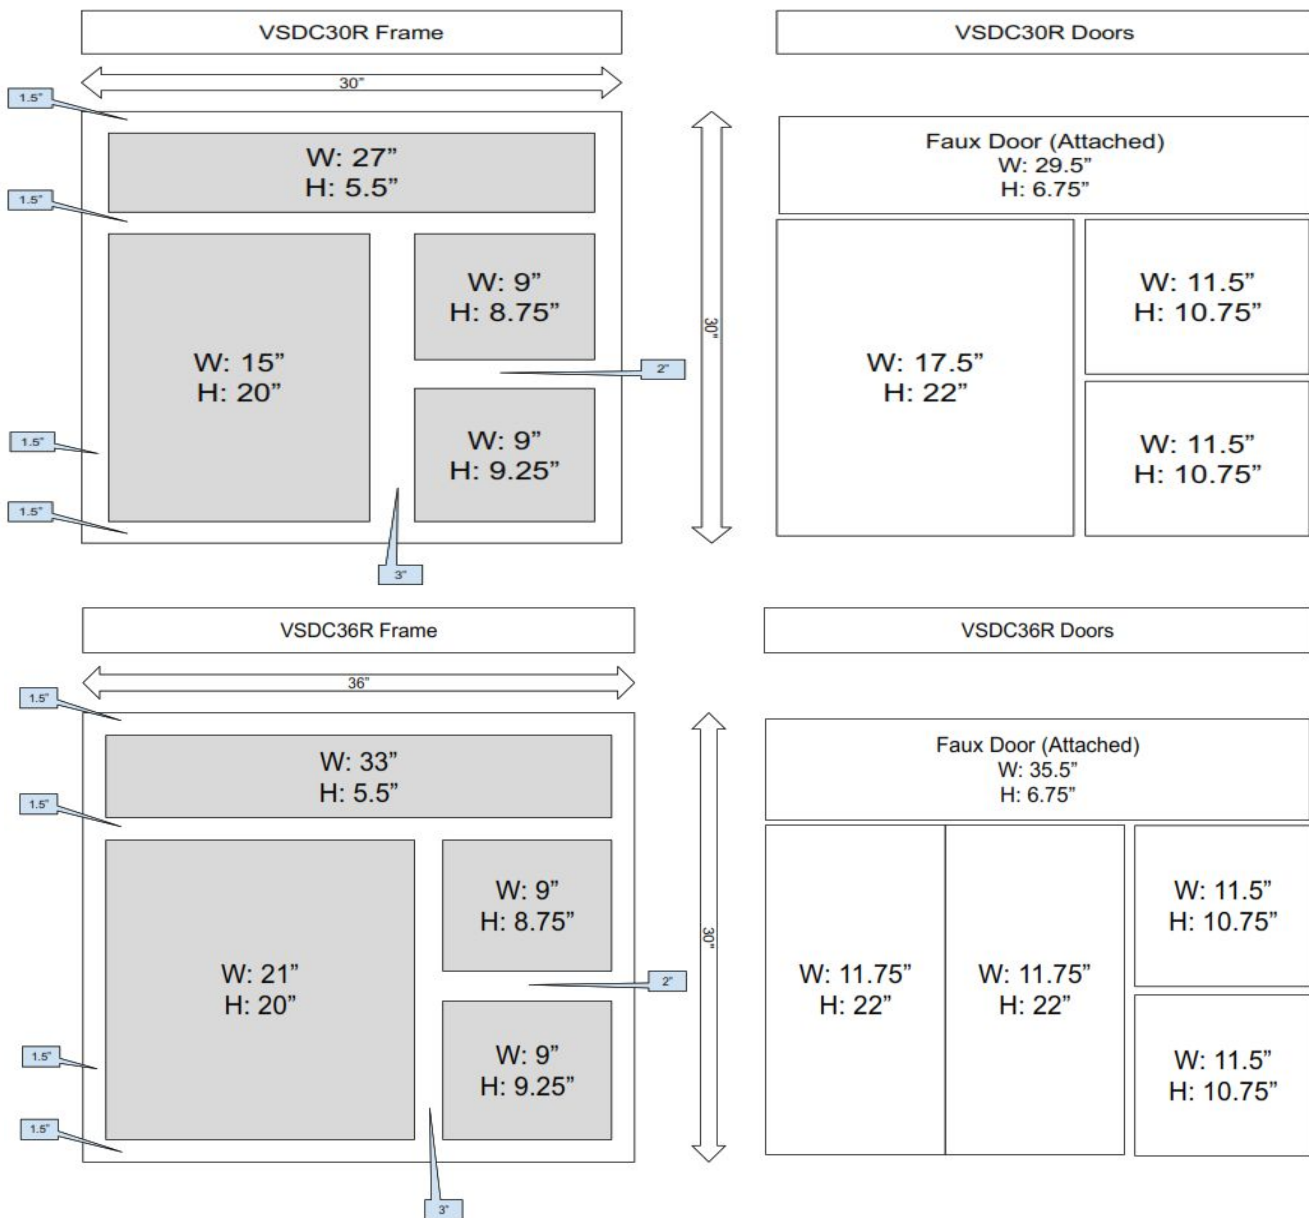 VSDC30R Frame
VSDC30R Doors
30"
1.5"
W: 27”
H: 5.5”
1.5"
W: 15”
H: 20”
W: 9”
H: 8.75”
2"
W: 9”
H: 9.25”
1.5"
1.5"
3"
30"
Faux Door (Attached)
W: 29.5”
H: 6.75”
W: 17.5”
H: 22”
W: 11.5”
H: 10.75”
W: 11.5”
H: 10.75”
VSDC36R Frame
VSDC36R Doors
36"
1.5"
W: 33”
H: 5.5”
1.5"
W: 21”
H: 20”
W: 9”
H: 8.75”
2"
W: 9”
H: 9.25”
1.5"
1.5"
3"
30"
Faux Door (Attached)
W: 35.5”
H: 6.75”
W: 11.75”
H: 22”
W: 11.75”
H: 22”
W: 11.5”
H: 10.75”
W: 11.5”
H: 10.75”